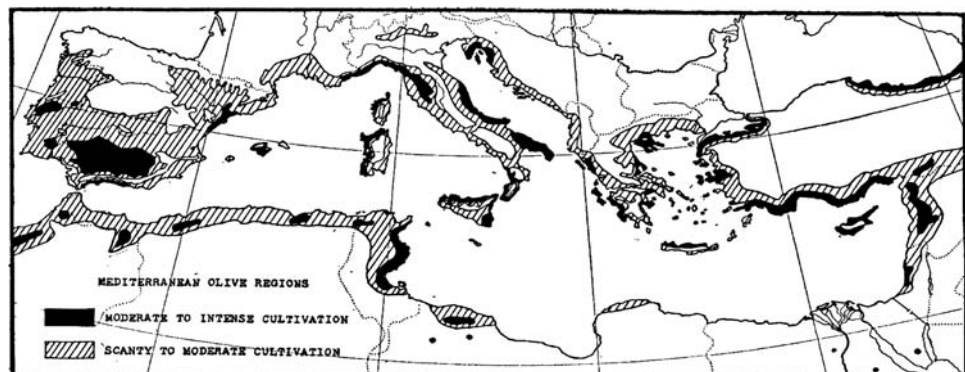 MEDITERRANEAN OLIVE REGIONS
MODERATE TO INTENSE CULTIVATION
SCANTY TO MODERATE CULTIVATION